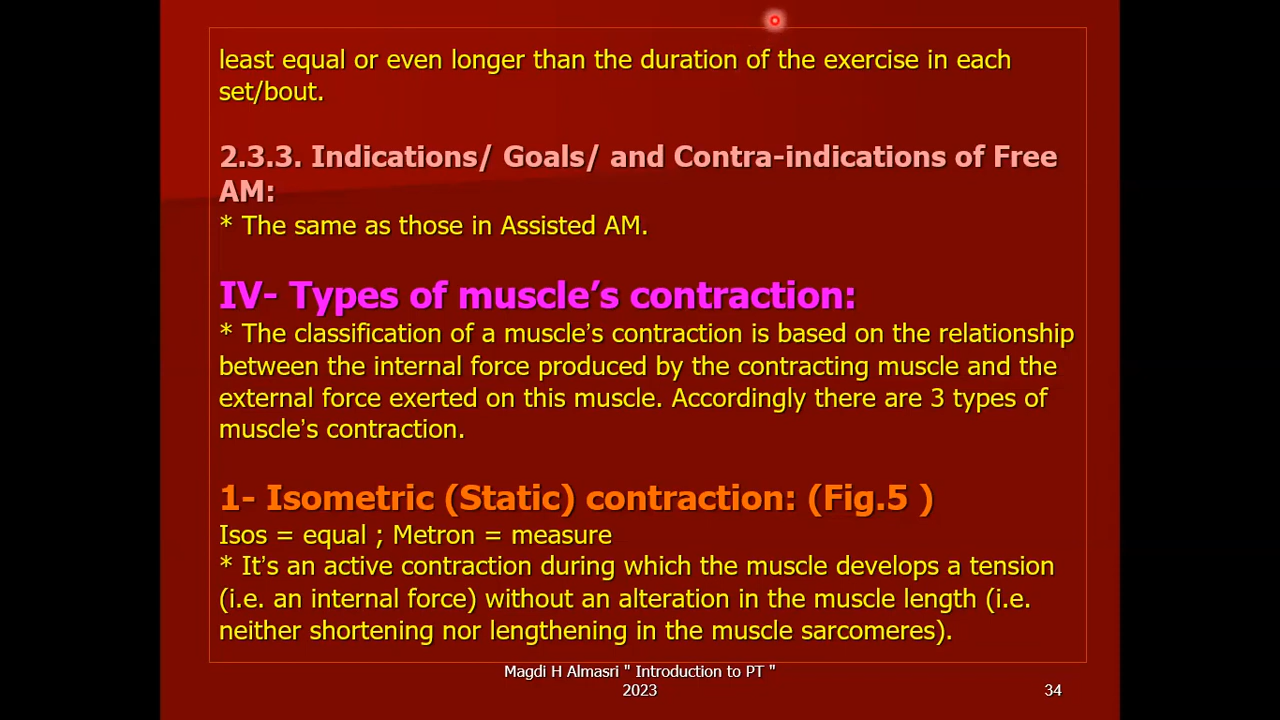 least equal or even longer than the duration of the exercise in each
set/bout.
2.3.3. Indications/ Goals/ and Contra-indications of Free
AM:
* The same as those in Assisted AM.
IV- Types of muscle’s contraction:
* The classification of a muscle’s contraction is based on the relationship
between the internal force produced by the contracting muscle and the
external force exerted on this muscle. Accordingly there are 3 types of
muscle’s contraction.
1- Isometric (Static) contraction: (Fig.5 )
Isos = equal ; Metron = measure
* It’s an active contraction during which the muscle develops a tension
(i.e. an internal force) without an alteration in the muscle length (i.e.
neither shortening nor lengthening in the muscle sarcomeres).
Magdi H Almasri " Introduction to PT "
2023
34